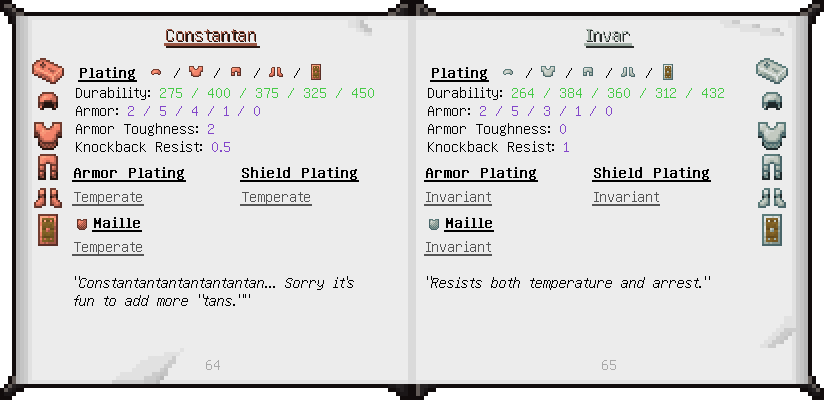 Constantan
Plating / / / /
Durability: 275 / 400 / 375 / 325 / 450
Armor: 2 / 5 / 4 / 1 / 0
Armor Toughness: 2
Knockback Resist: 0.5
Armor Plating Shield Plating
Temperate Temperate
Maille
Temperate
"Constantantantantantantan... Sorry it's
fun to add more "tans.""
64
Invar
Plating / / / /
Durability: 264 / 384 / 360 / 312 / 432
Armor: 2 / 5 / 3 / 1 / 0
Armor Toughness: 0
Knockback Resist: 1
Armor Plating Shield Plating
Invariant Invariant
Maille
Invariant
"Resists both temperature and arrest."
65